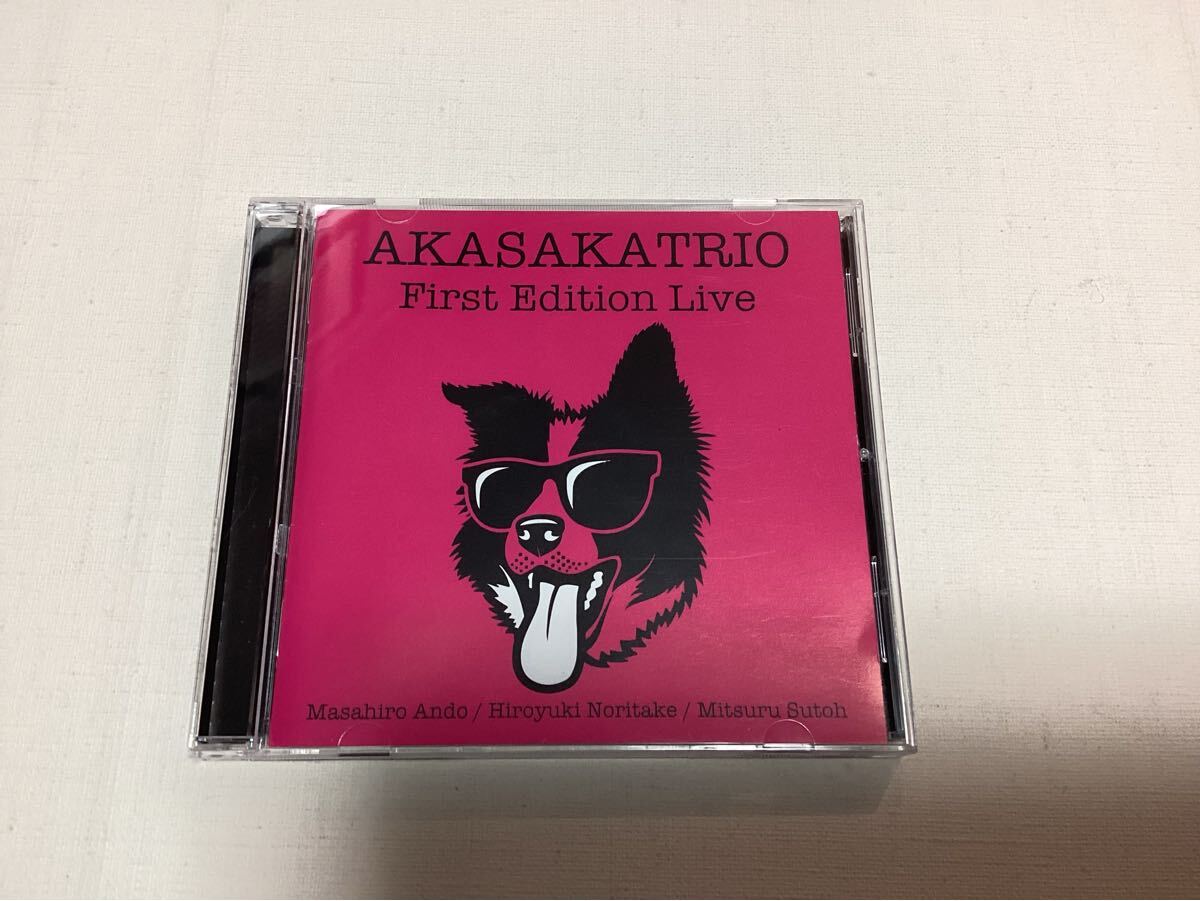 AKASAKATRIO
First Edition Live
Masahiro Ando / Hiroyuki Noritake / Mitsuru Sutoh